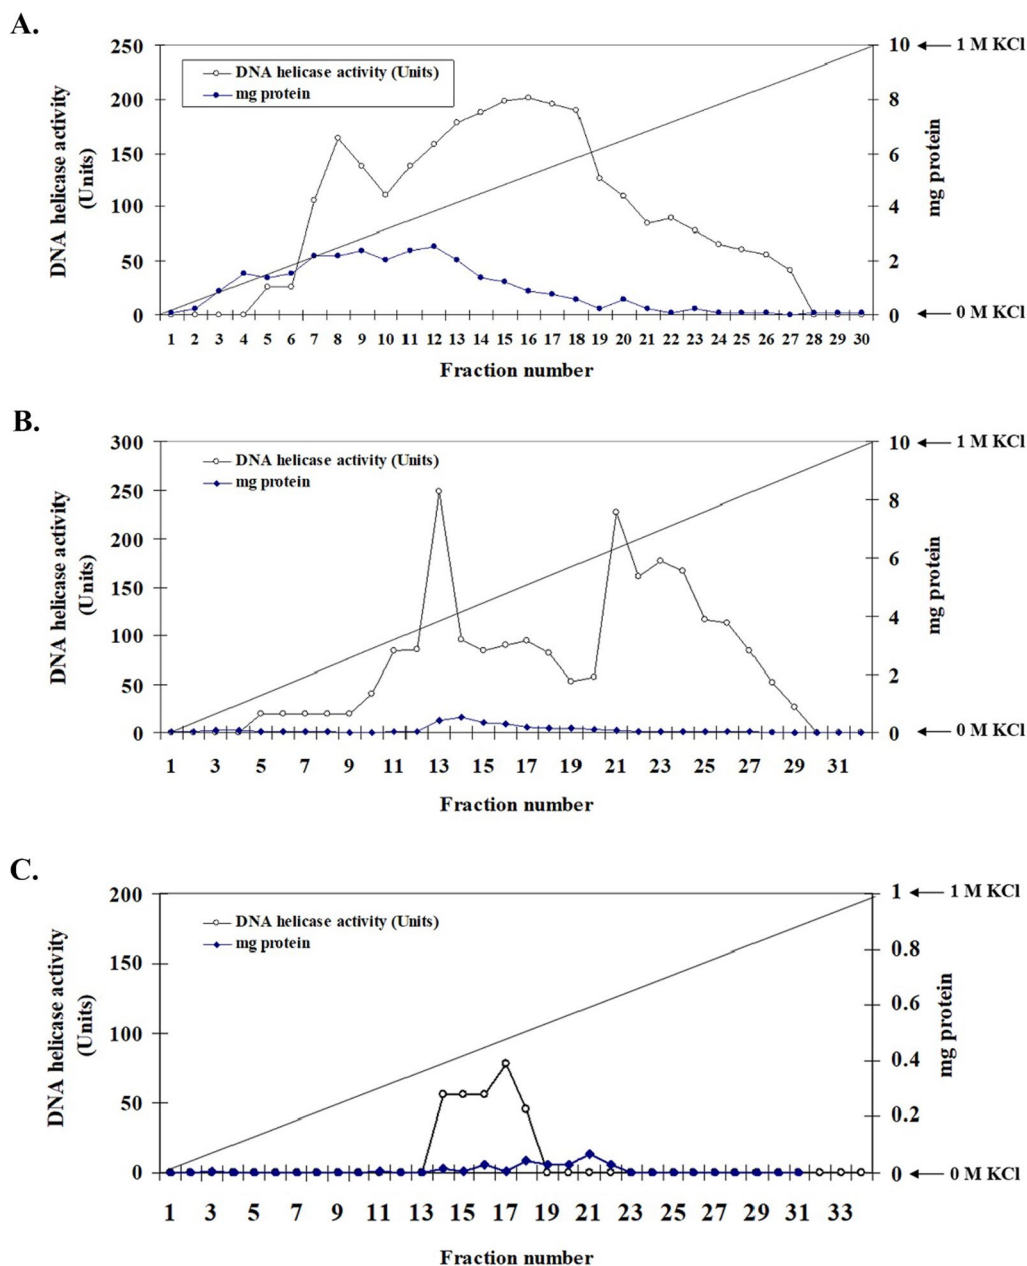 A.
250
200
150
100
50
0
DNA helicase activity
(Units)
DNA helicase activity (Units)
mg protein
10
8
6
4
2
0
mg protein
1 M KCl
0 M KCl
1 2 3 4 5 6 7 8 9 10 11 12 13 14 15 16 17 18 19 20 21 22 23 24 25 26 27 28 29 30
Fraction number
B.
300
250
200
150
100
50
0
DNA helicase activity
(Units)
DNA helicase activity (Units)
mg protein
10
8
6
4
2
0
mg protein
1 M KCl
0 M KCl
1 3 5 7 9 11 13 15 17 19 21 23 25 27 29 31
Fraction number
C.
200
150
100
50
0
DNA helicase activity
(Units)
DNA helicase activity (Units)
mg protein
1
0.8
0.6
0.4
0.2
0
mg protein
1 M KCl
0 M KCl
1 3 5 7 9 11 13 15 17 19 21 23 25 27 29 31 33
Fraction number